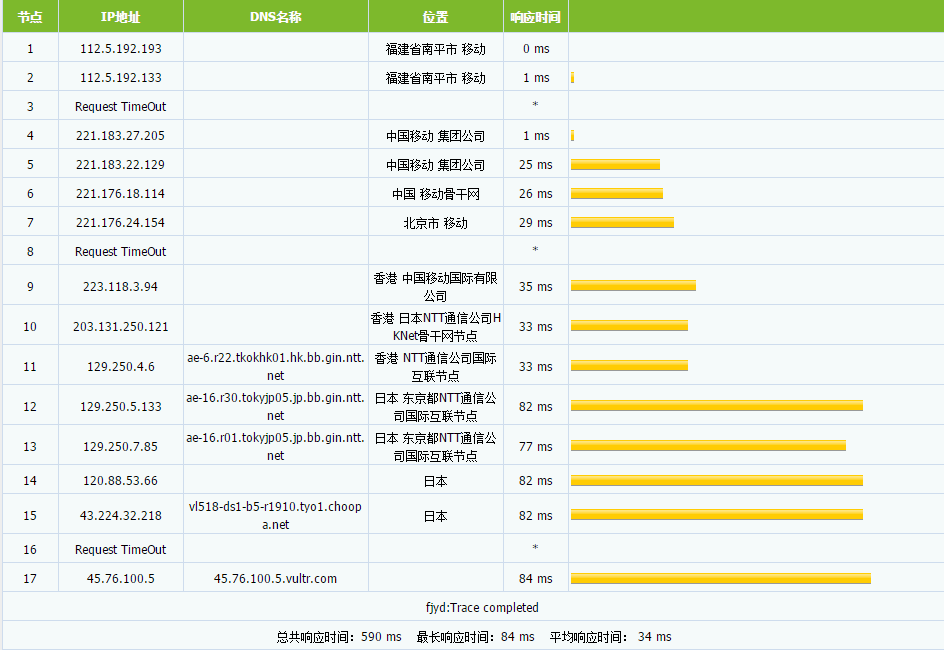 节点 IP地址 DNS名称 位置 响应时间
1 112.5.192.193 福建省南平市 移动 0 ms
2 112.5.192.133 福建省南平市 移动 1 ms
3 Request TimeOut *
4 221.183.27.205 中国移动 集团公司 1 ms
5 221.183.22.129 中国移动 集团公司 25 ms
6 221.176.18.114 中国 移动骨干网 26 ms
7 221.176.24.154 北京市 移动 29 ms
8 Request TimeOut *
9 223.118.3.94 香港 中国移动国际有限
公司 35 ms
10 203.131.250.121 香港 日本NTT通信公司H
KNet骨干网节点 33 ms
11 129.250.4.6 ae-6.r22.tkokhk01.hk.bb.gin.ntt.
net 香港 NTT通信公司国际
互联节点 33 ms
12 129.250.5.133 ae-16.r30.tokyjp05.jp.bb.gin.ntt.
net 日本 东京都NTT通信公
司国际互联节点 82 ms
13 129.250.7.85 ae-16.r01.tokyjp05.jp.bb.gin.ntt.
net 日本 东京都NTT通信公
司国际互联节点 77 ms
14 120.88.53.66 日本 82 ms
15 43.224.32.218 vl518-ds1-b5-r1910.tyo1.choop
a.net 日本 82 ms
16 Request TimeOut *
17 45.76.100.5 45.76.100.5.vultr.com 84 ms
fjyd:Trace completed
总共响应时间：590 ms 最长响应时间：84 ms 平均响应时间： 34 ms